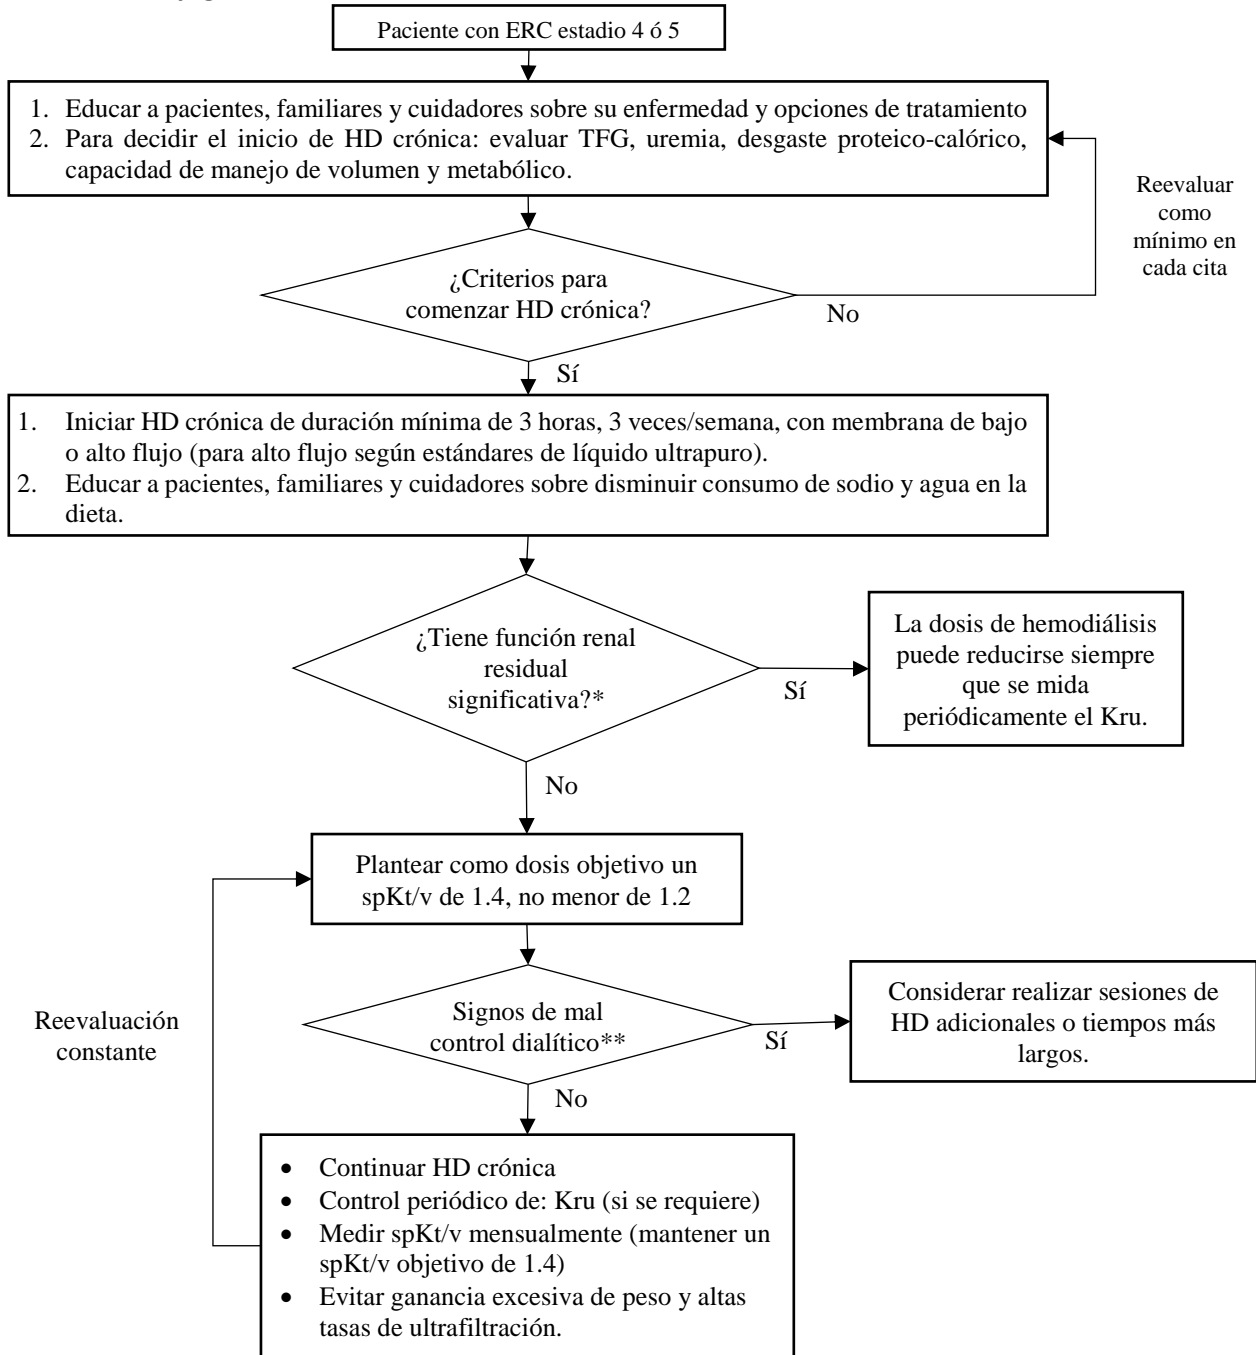 Paciente con ERC estadio 4 ó 5
1. Educar a pacientes, familiares y cuidadores sobre su enfermedad y opciones de tratamiento
2. Para decidir el inicio de HD crónica: evaluar TFG, uremia, desgaste proteico-calórico,
capacidad de manejo de volumen y metabólico.
Reevaluar
como
mínimo en
cada cita
¿Criterios para
comenzar HD crónica?
No
Sí
1. Iniciar HD crónica de duración mínima de 3 horas, 3 veces/semana, con membrana de bajo
o alto flujo (para alto flujo según estándares de líquido ultrapuro).
2. Educar a pacientes, familiares y cuidadores sobre disminuir consumo de sodio y agua en la
dieta.
¿Tiene función renal
residual
significativa?*
Sí
La dosis de hemodiálisis
puede reducirse siempre
que se mida
periódicamente el Kru.
No
Plantear como dosis objetivo un
spKt/v de 1.4, no menor de 1.2
Reevaluación
constante
Signos de mal
control dialítico**
Sí
Considerar realizar sesiones de
HD adicionales o tiempos más
largos.
No
• Continuar HD crónica
• Control periódico de: Kru (si se requiere)
• Medir spKt/v mensualmente (mantener un
spKt/v objetivo de 1.4)
• Evitar ganancia excesiva de peso y altas
tasas de ultrafiltración.